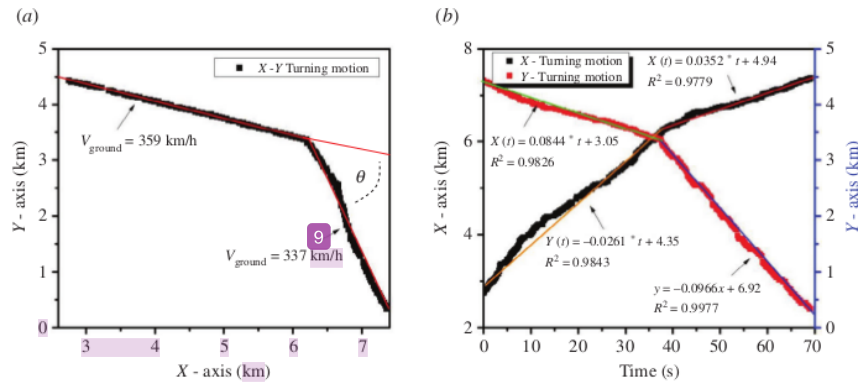 (a)
5
4
3
2
1
0
Y - axis (km)
X -Y Turning motion
V ground = 359 km/h
θ
9
V ground = 337 km/h
3 4 5 6 7
X - axis (km)
(b)
8
6
4
2
X - axis (km)
X - Turning motion
Y - Turning motion
X (t) = 0.0352 * t + 4.94
R² = 0.9779
X (t) = 0.0844 * t + 3.05
R² = 0.9826
Y (t) = −0.0261 * t + 4.35
R² = 0.9843
y = −0.0966x + 6.92
R² = 0.9977
5
4
3
2
1
0
Y - axis (km)
0 10 20 30 40 50 60 70
Time (s)